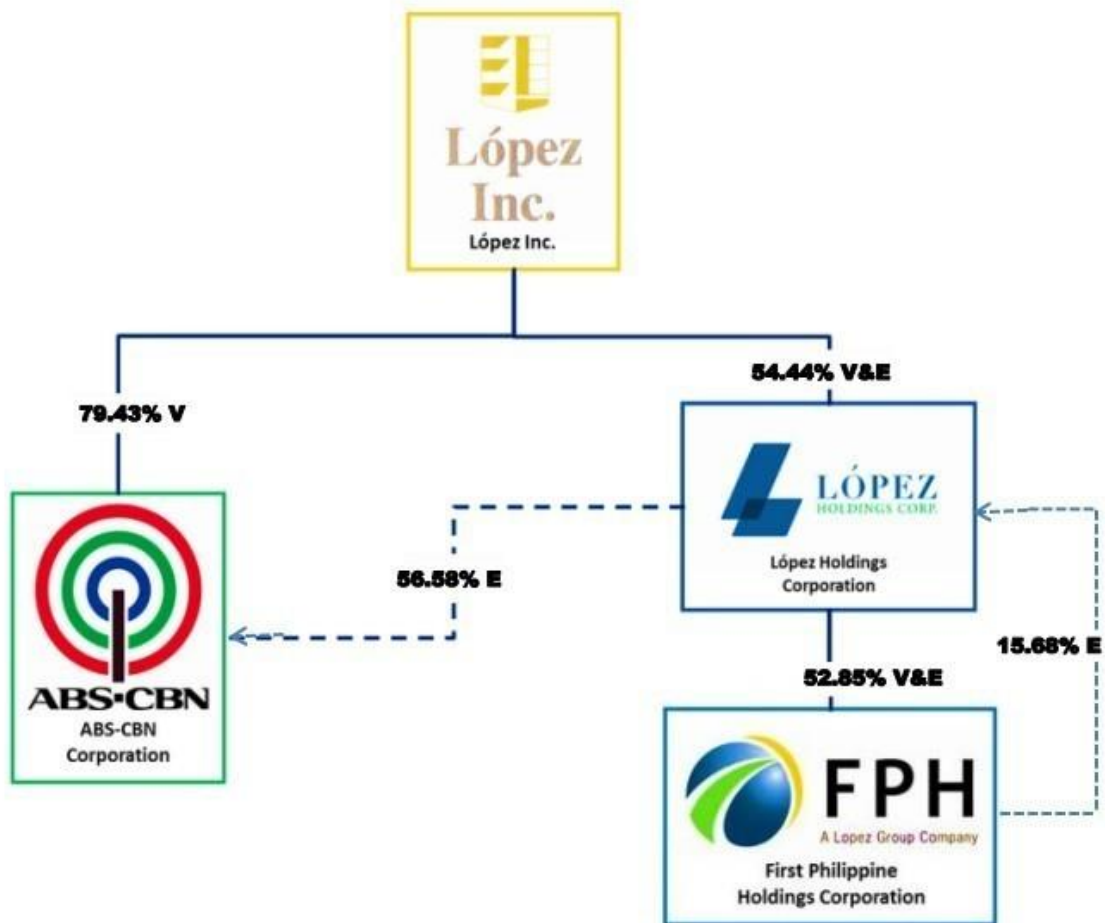 López
Inc.
López Inc.
54.44% V&E
79.43% V
LÓPEZ
HOLDINGS CORP.
López Holdings
Corporation
56.58% E
15.68% E
52.85% V&E
ABS-CBN
ABS-CBN
Corporation
FPH
A Lopez Group Company
First Philippine
Holdings Corporation